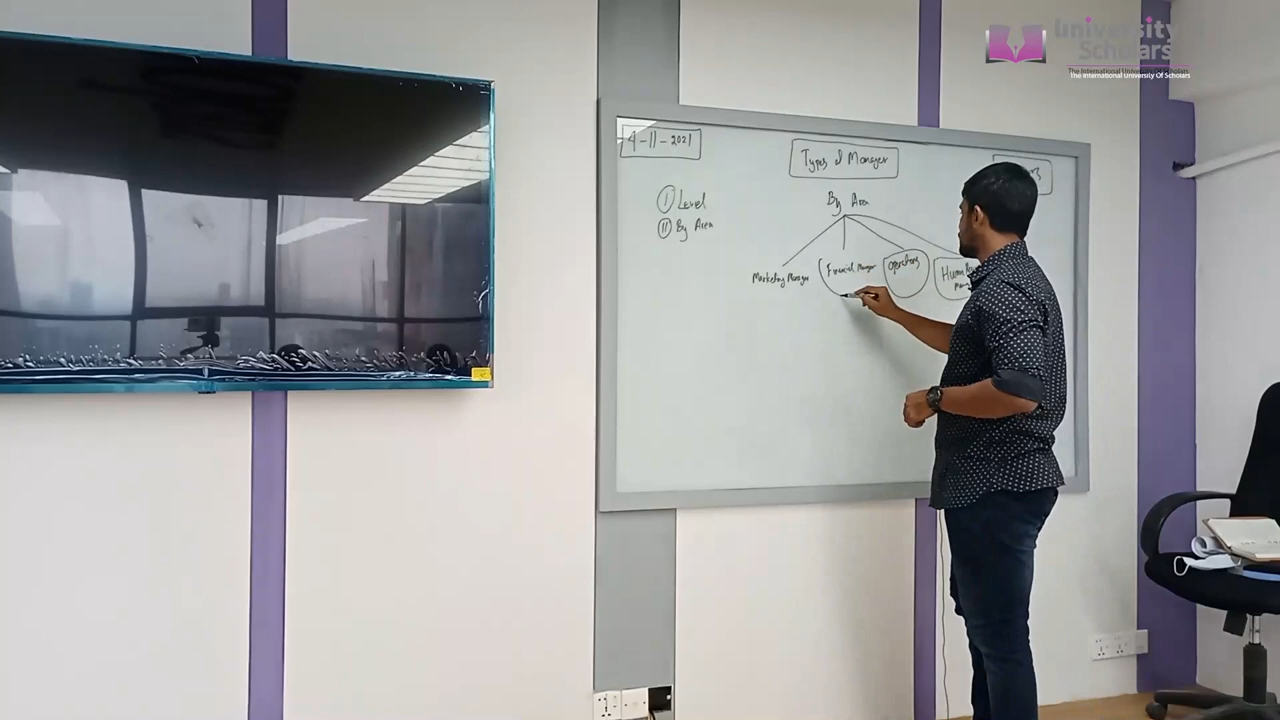 University
Scholars
The International University Of Scholars
4-11-2021
Types of Manager
I Level
II By Area
By Area
Marketing Manager
Financial Manager
Operations
Human